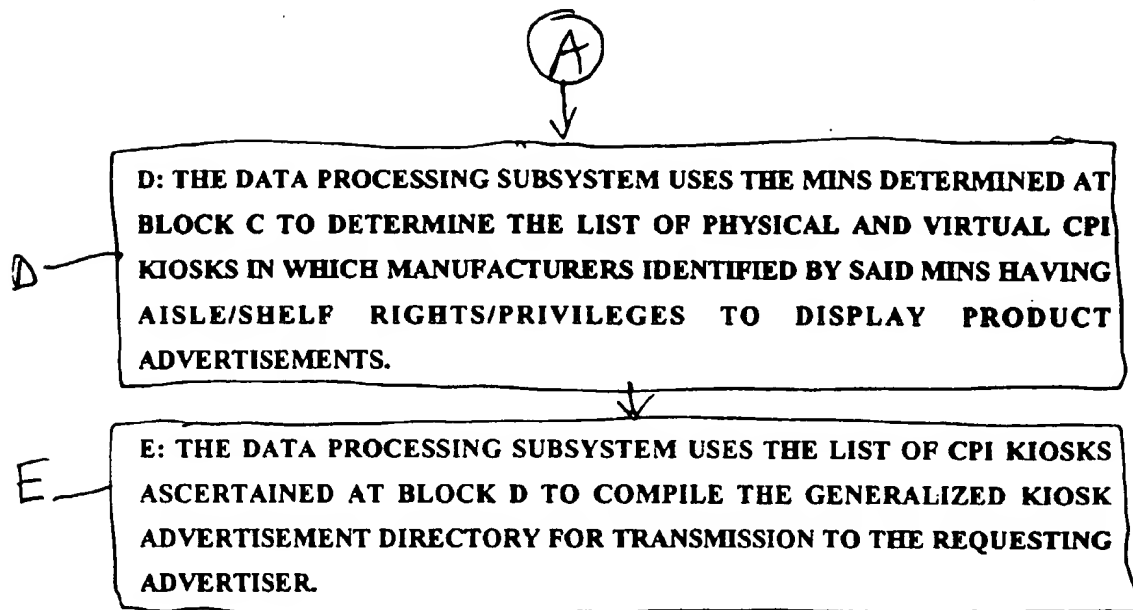 A
D: THE DATA PROCESSING SUBSYSTEM USES THE MINS DETERMINED AT
BLOCK C TO DETERMINE THE LIST OF PHYSICAL AND VIRTUAL CPI
KIOSKS IN WHICH MANUFACTURERS IDENTIFIED BY SAID MINS HAVING
AISLE/SHELF RIGHTS/PRIVILEGES TO DISPLAY PRODUCT
ADVERTISEMENTS.
D
E: THE DATA PROCESSING SUBSYSTEM USES THE LIST OF CPI KIOSKS
ASCERTAINED AT BLOCK D TO COMPILE THE GENERALIZED KIOSK
ADVERTISEMENT DIRECTORY FOR TRANSMISSION TO THE REQUESTING
ADVERTISER.
E